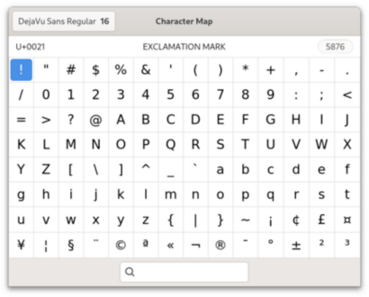 DejaVu Sans Regular 16 Character Map
U+0021 EXCLAMATION MARK 5876
! " # $ % & ' ( ) * + , - .
/ 0 1 2 3 4 5 6 7 8 9 : ; <
= > ? @ A B C D E F G H I J
K L M N O P Q R S T U V W X
Y Z [ \ ] ^ _ ` a b c d e f
g h i j k l m n o p q r s t
u v w x y z { | } ~ ¡ ¢ £ ¤
¥ ¦ § ¨ © ª « ¬ ® ¯ ° ± ² ³